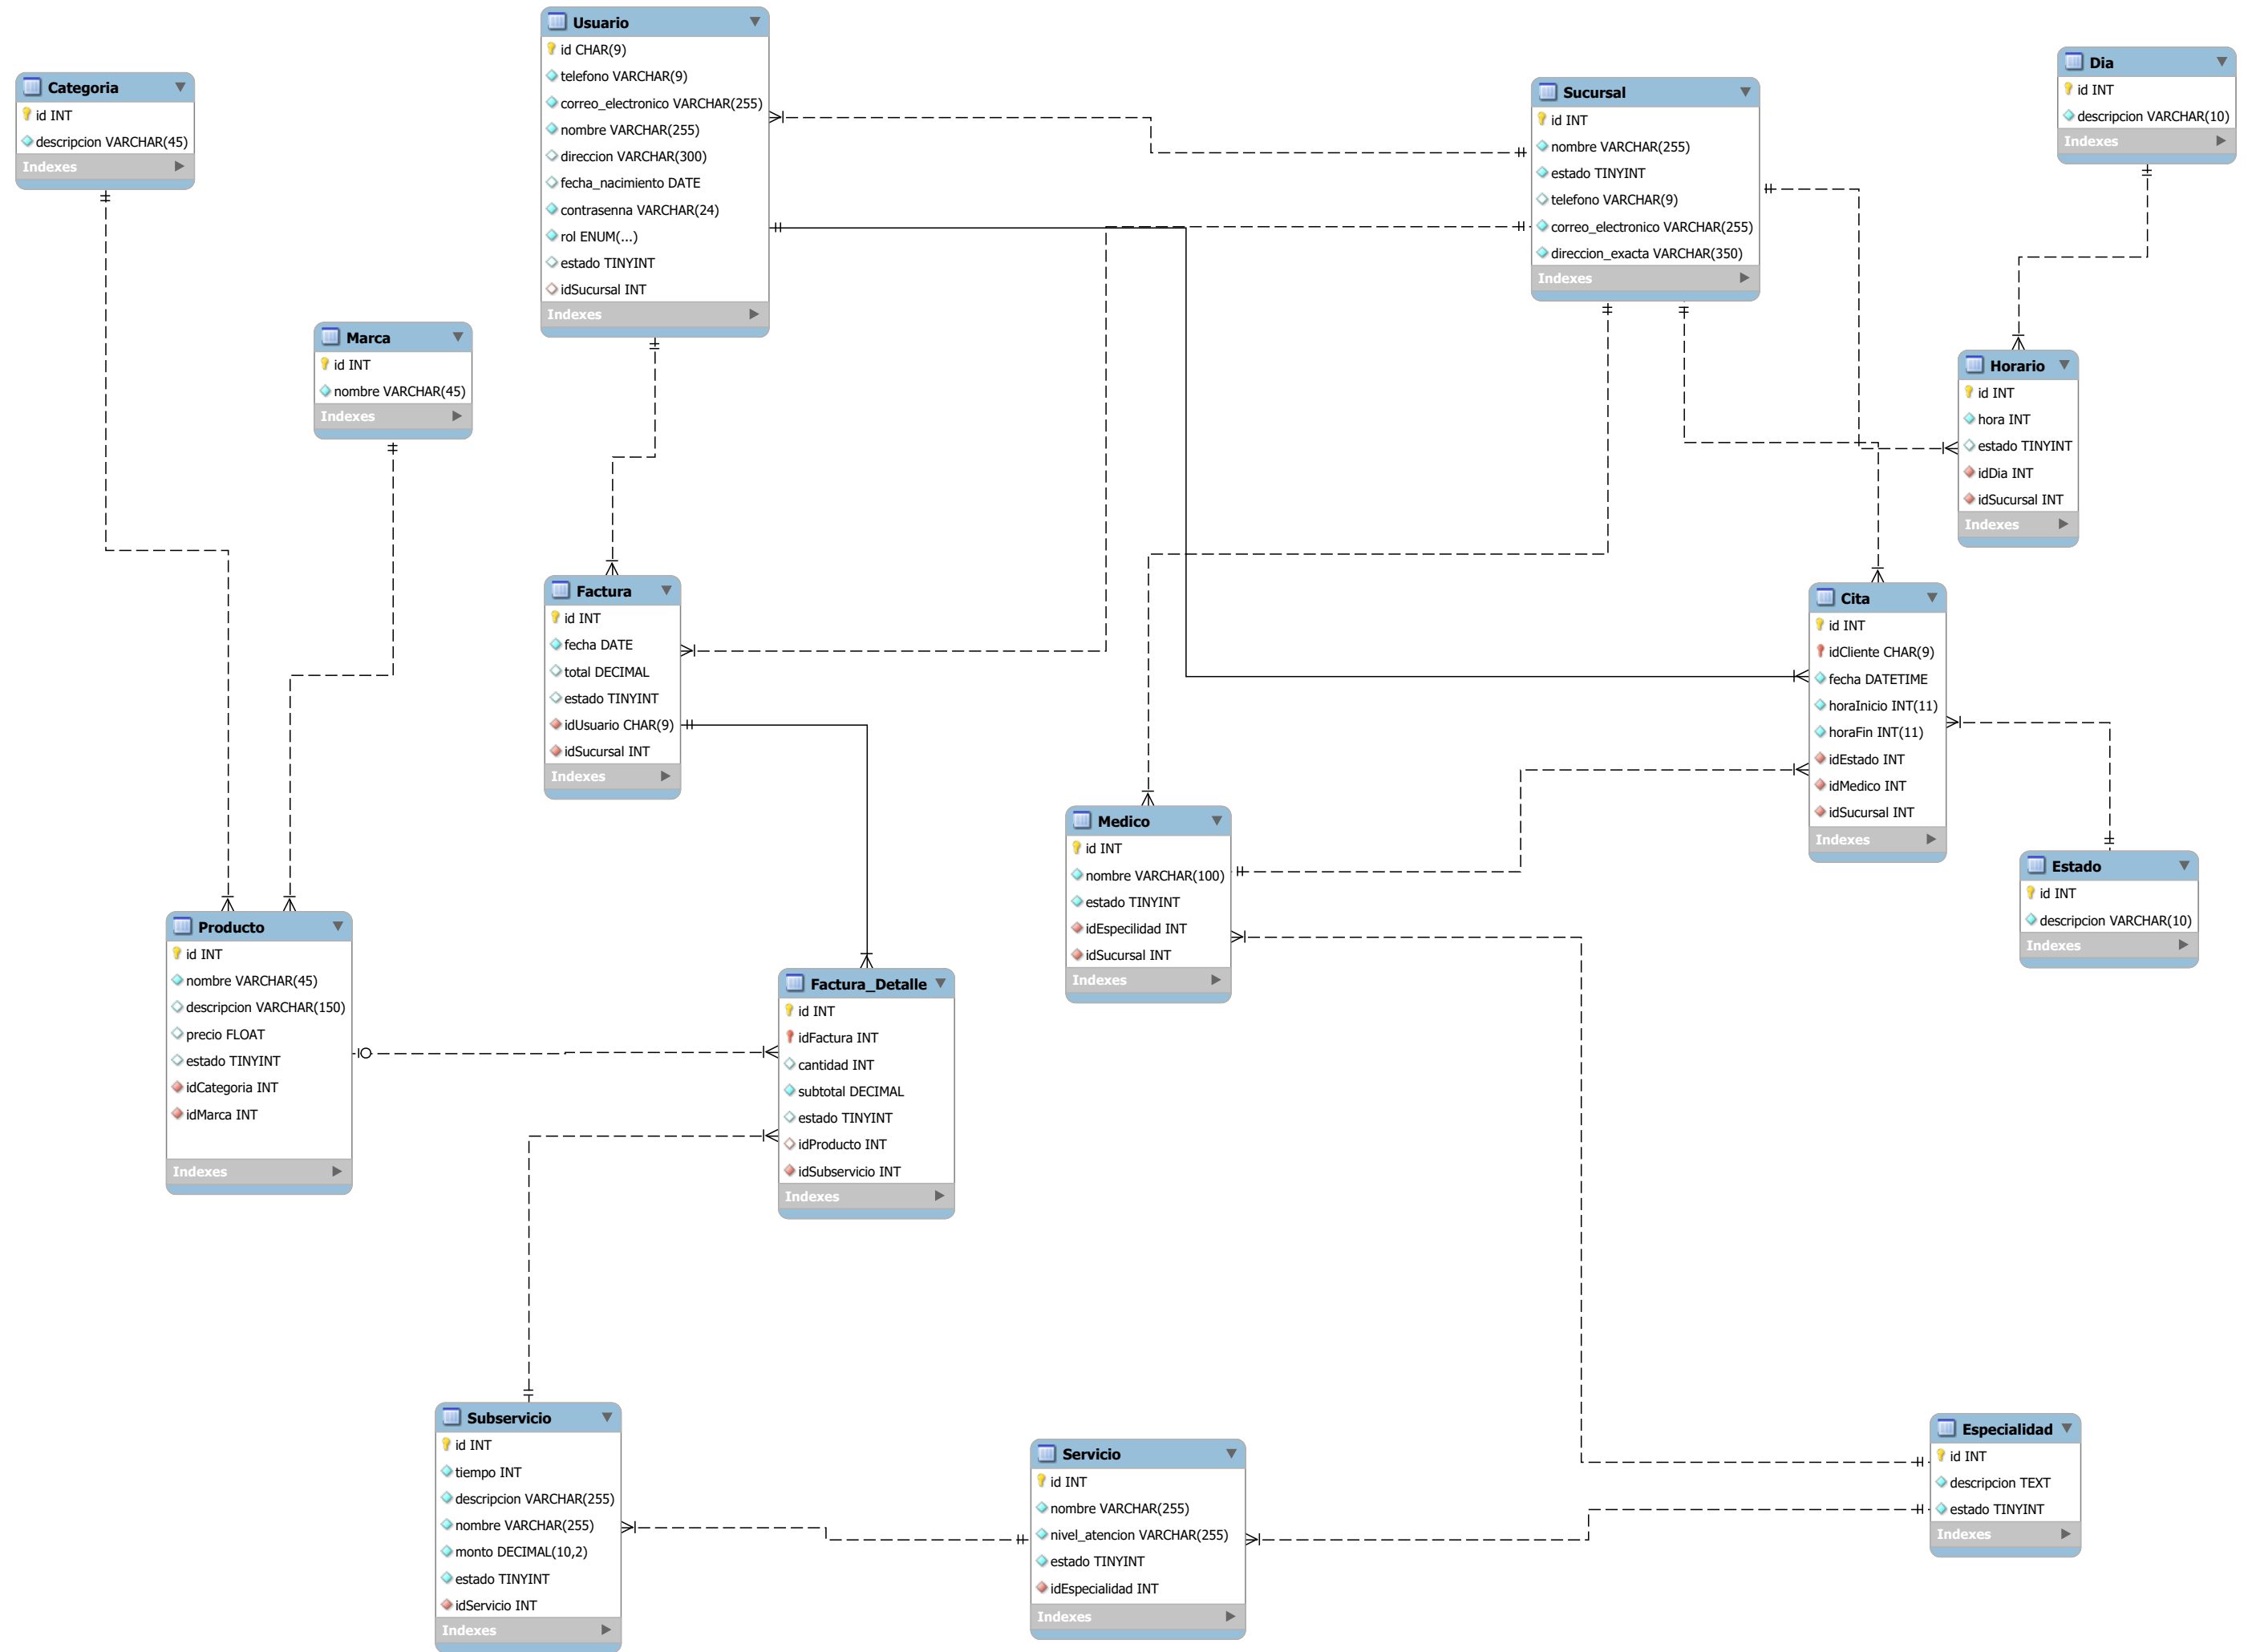 Usuario
id CHAR(9)
telefono VARCHAR(9)
correo_electronico VARCHAR(255)
nombre VARCHAR(255)
direccion VARCHAR(300)
fecha_nacimiento DATE
contrasenna VARCHAR(24)
rol ENUM(...)
estado TINYINT
idSucursal INT
Indexes
Categoria
id INT
descripcion VARCHAR(45)
Indexes
Sucursal
id INT
nombre VARCHAR(255)
estado TINYINT
telefono VARCHAR(9)
correo_electronico VARCHAR(255)
direccion_exacta VARCHAR(350)
Indexes
Dia
id INT
descripcion VARCHAR(10)
Indexes
Marca
id INT
nombre VARCHAR(45)
Indexes
Horario
id INT
hora INT
estado TINYINT
idDia INT
idSucursal INT
Indexes
Factura
id INT
fecha DATE
total DECIMAL
estado TINYINT
idUsuario CHAR(9)
idSucursal INT
Indexes
Cita
id INT
idCliente CHAR(9)
fecha DATETIME
horaInicio INT(11)
horaFin INT(11)
idEstado INT
idMedico INT
idSucursal INT
Indexes
Medico
id INT
nombre VARCHAR(100)
estado TINYINT
idEspecilidad INT
idSucursal INT
Indexes
Estado
id INT
descripcion VARCHAR(10)
Indexes
Producto
id INT
nombre VARCHAR(45)
descripcion VARCHAR(150)
precio FLOAT
estado TINYINT
idCategoria INT
idMarca INT
Indexes
Factura_Detalle
id INT
idFactura INT
cantidad INT
subtotal DECIMAL
estado TINYINT
idProducto INT
idSubservicio INT
Indexes
Subservicio
id INT
tiempo INT
descripcion VARCHAR(255)
nombre VARCHAR(255)
monto DECIMAL(10,2)
estado TINYINT
idServicio INT
Indexes
Servicio
id INT
nombre VARCHAR(255)
nivel_atencion VARCHAR(255)
estado TINYINT
idEspecialidad INT
Indexes
Especialidad
id INT
descripcion TEXT
estado TINYINT
Indexes